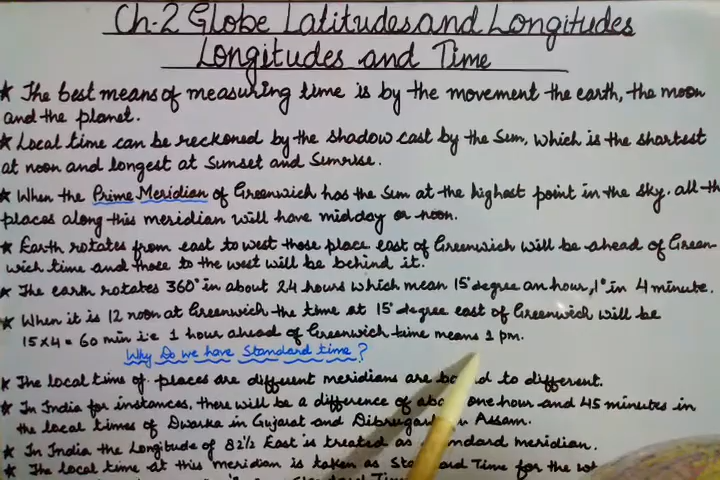 Ch-2 Globe Latitudes and Longitudes
Longitudes and Time
★ The best means of measuring time is by the movement the earth, the moon
and the planet.
★ Local time can be reckoned by the shadow cast by the Sun, which is the shortest
at noon and longest at Sunset and Sunrise.
★ When the Prime Meridian of Greenwich has the Sun at the highest point in the sky. all th
places along this meridian will have midday or noon.
★ Earth rotates from east to west those place east of Greenwich will be ahead of Green-
wich time and those to the west will be behind it.
★ The earth rotates 360° in about 24 hours which mean 15° degree an hour, 1° in 4 minute.
★ When it is 12 noon at Greenwich the time at 15° degree east of Greenwich will be
15 x 4 = 60 min i.e 1 hour ahead of Greenwich time means 1 pm.
Why Do we have Standard time?
★ The local time of places are different meridians are to different.
★ In India for instances, there will be a difference of one hour and 45 minutes in
the local times of Dwarka in Gujarat and Dibrugarh Assam.
★ In India the Longitude of 82½ East is treated as meridian.
★ The local time at this meridian is taken as Time for the